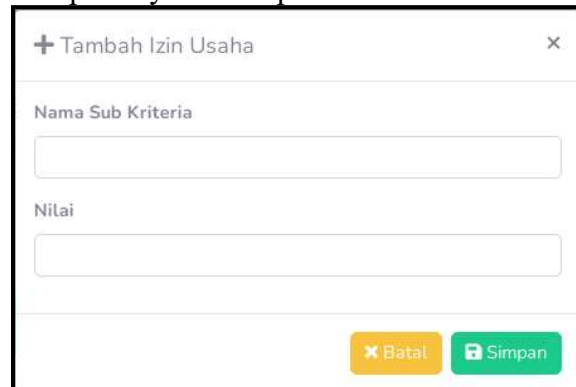 + Tambah Izin Usaha ×
Nama Sub Kriteria
Nilai
× Batal Simpan